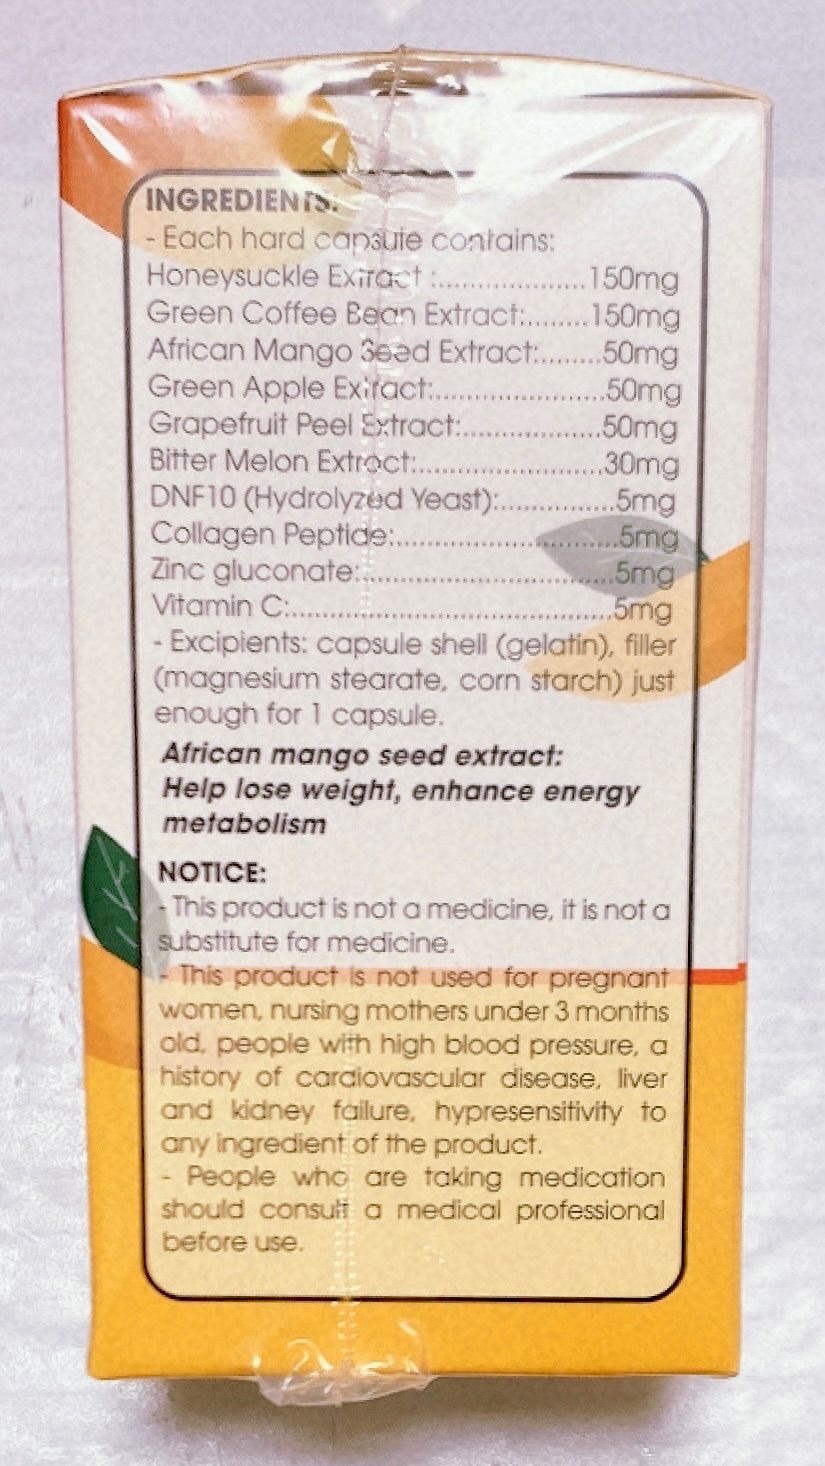 INGREDIENTS:
- Each hard capsule contains:
Honeysuckle Extract :.....................150mg
Green Coffee Bean Extract:.........150mg
African Mango Seed Extract:.........50mg
Green Apple Extract:........................50mg
Grapefruit Peel Extract:...................50mg
Bitter Melon Extract:.........................30mg
DNF10 (Hydrolyzed Yeast):...............5mg
Collagen Peptide:..............................5mg
Zinc gluconate:..................................5mg
Vitamin C:...........................................5mg
- Excipients: capsule shell (gelatin), filler
(magnesium stearate, corn starch) just
enough for 1 capsule.
African mango seed extract:
Help lose weight, enhance energy
metabolism
NOTICE:
- This product is not a medicine, it is not a
substitute for medicine.
- This product is not used for pregnant
women, nursing mothers under 3 months
old, people with high blood pressure, a
history of cardiovascular disease, liver
and kidney failure, hypresensitivity to
any ingredient of the product.
- People who are taking medication
should consult a medical professional
before use.